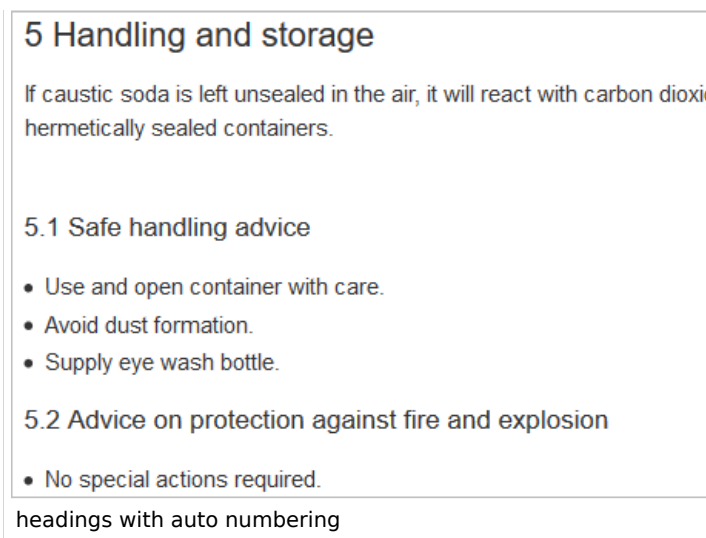 5 Handling and storage
If caustic soda is left unsealed in the air, it will react with carbon
hermetically sealed containers.
5.1 Safe handling advice
• Use and open container with care.
• Avoid dust formation.
• Supply eye wash bottle.
5.2 Advice on protection against fire and explosion
• No special actions required.
headings with auto numbering